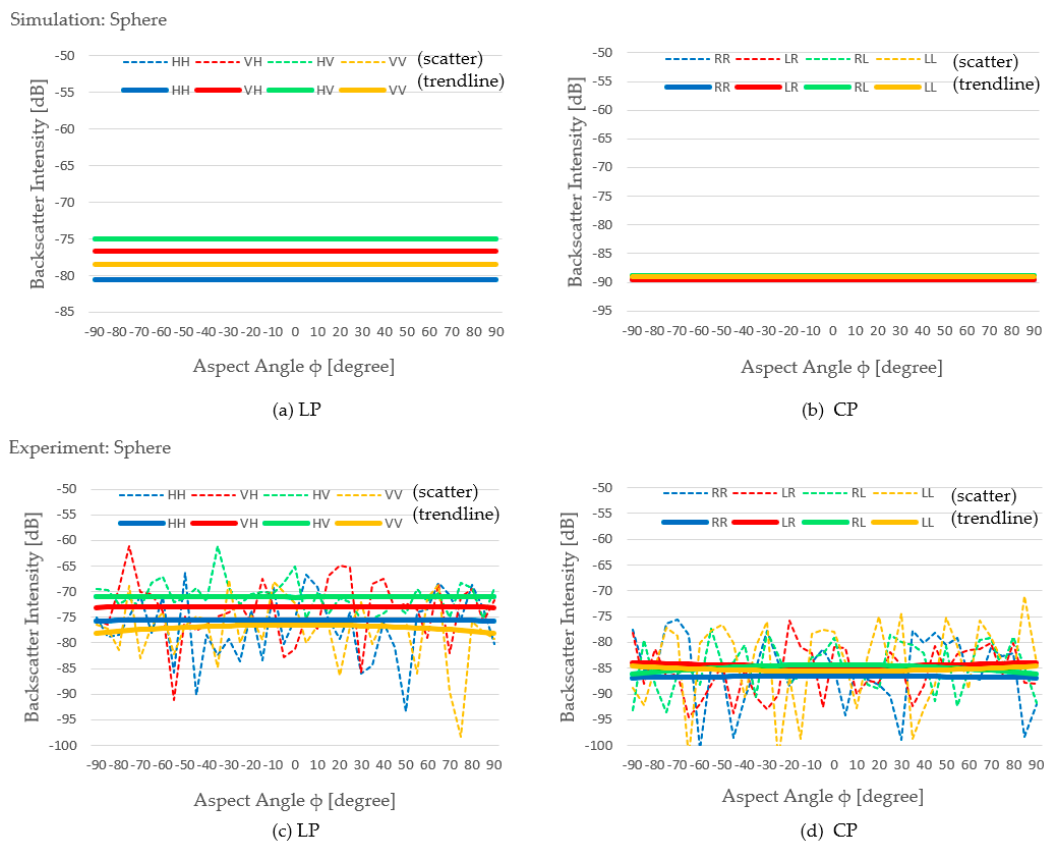 Simulation: Sphere
Backscatter Intensity [dB]
-50
-55
-60
-65
-70
-75
-80
-85
HH VH HV VV (scatter)
HH VH HV VV (trendline)
-90 -80 -70 -60 -50 -40 -30 -20 -10 0 10 20 30 40 50 60 70 80 90
Aspect Angle ϕ [degree]
(a) LP
Backscatter Intensity [dB]
-50
-55
-60
-65
-70
-75
-80
-85
-90
-95
RR LR RL LL (scatter)
RR LR RL LL (trendline)
-90 -80 -70 -60 -50 -40 -30 -20 -10 0 10 20 30 40 50 60 70 80 90
Aspect Angle ϕ [degree]
(b) CP
Experiment: Sphere
Backscatter Intensity [dB]
-50
-55
-60
-65
-70
-75
-80
-85
-90
-95
-100
HH VH HV VV (scatter)
HH VH HV VV (trendline)
-90 -80 -70 -60 -50 -40 -30 -20 -10 0 10 20 30 40 50 60 70 80 90
Aspect Angle ϕ [degree]
(c) LP
Backscatter Intensity [dB]
-50
-55
-60
-65
-70
-75
-80
-85
-90
-95
-100
RR LR RL LL (scatter)
RR LR RL LL (trendline)
-90 -80 -70 -60 -50 -40 -30 -20 -10 0 10 20 30 40 50 60 70 80 90
Aspect Angle ϕ [degree]
(d) CP